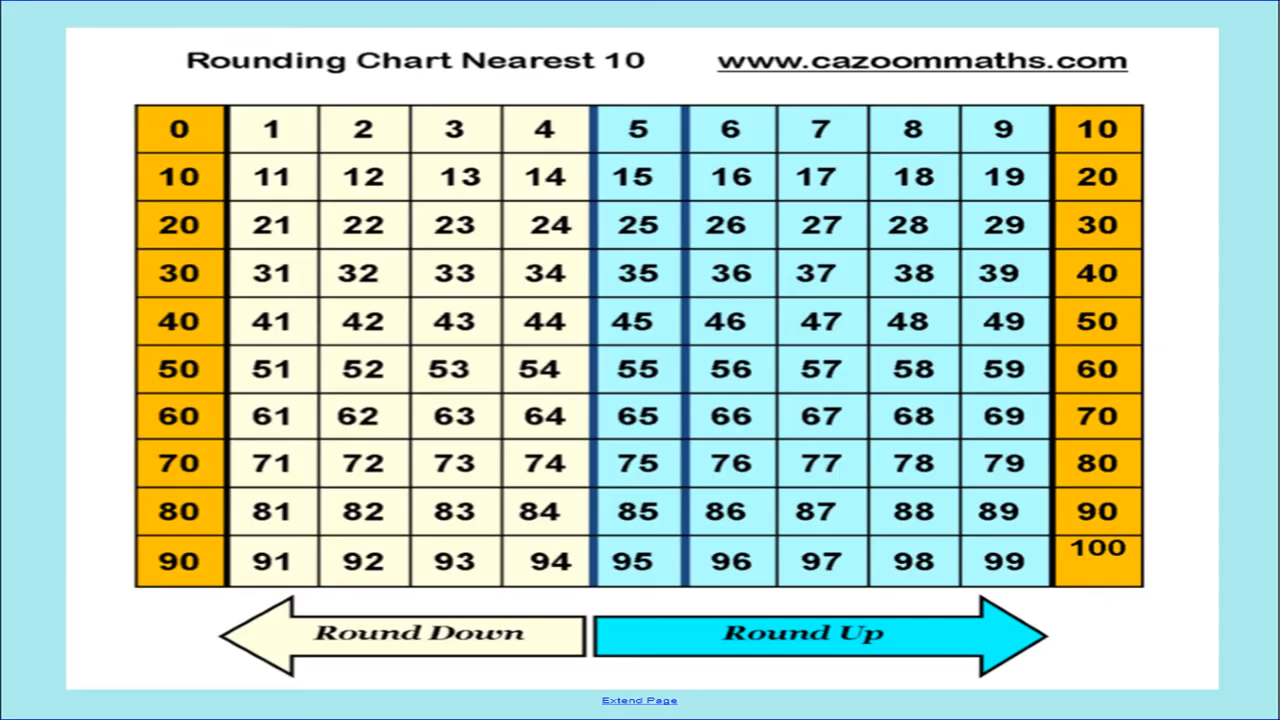 Rounding Chart Nearest 10 www.cazoommaths.com
0 1 2 3 4 5 6 7 8 9 10
10 11 12 13 14 15 16 17 18 19 20
20 21 22 23 24 25 26 27 28 29 30
30 31 32 33 34 35 36 37 38 39 40
40 41 42 43 44 45 46 47 48 49 50
50 51 52 53 54 55 56 57 58 59 60
60 61 62 63 64 65 66 67 68 69 70
70 71 72 73 74 75 76 77 78 79 80
80 81 82 83 84 85 86 87 88 89 90
90 91 92 93 94 95 96 97 98 99 100
Round Down Round Up
Extend Page